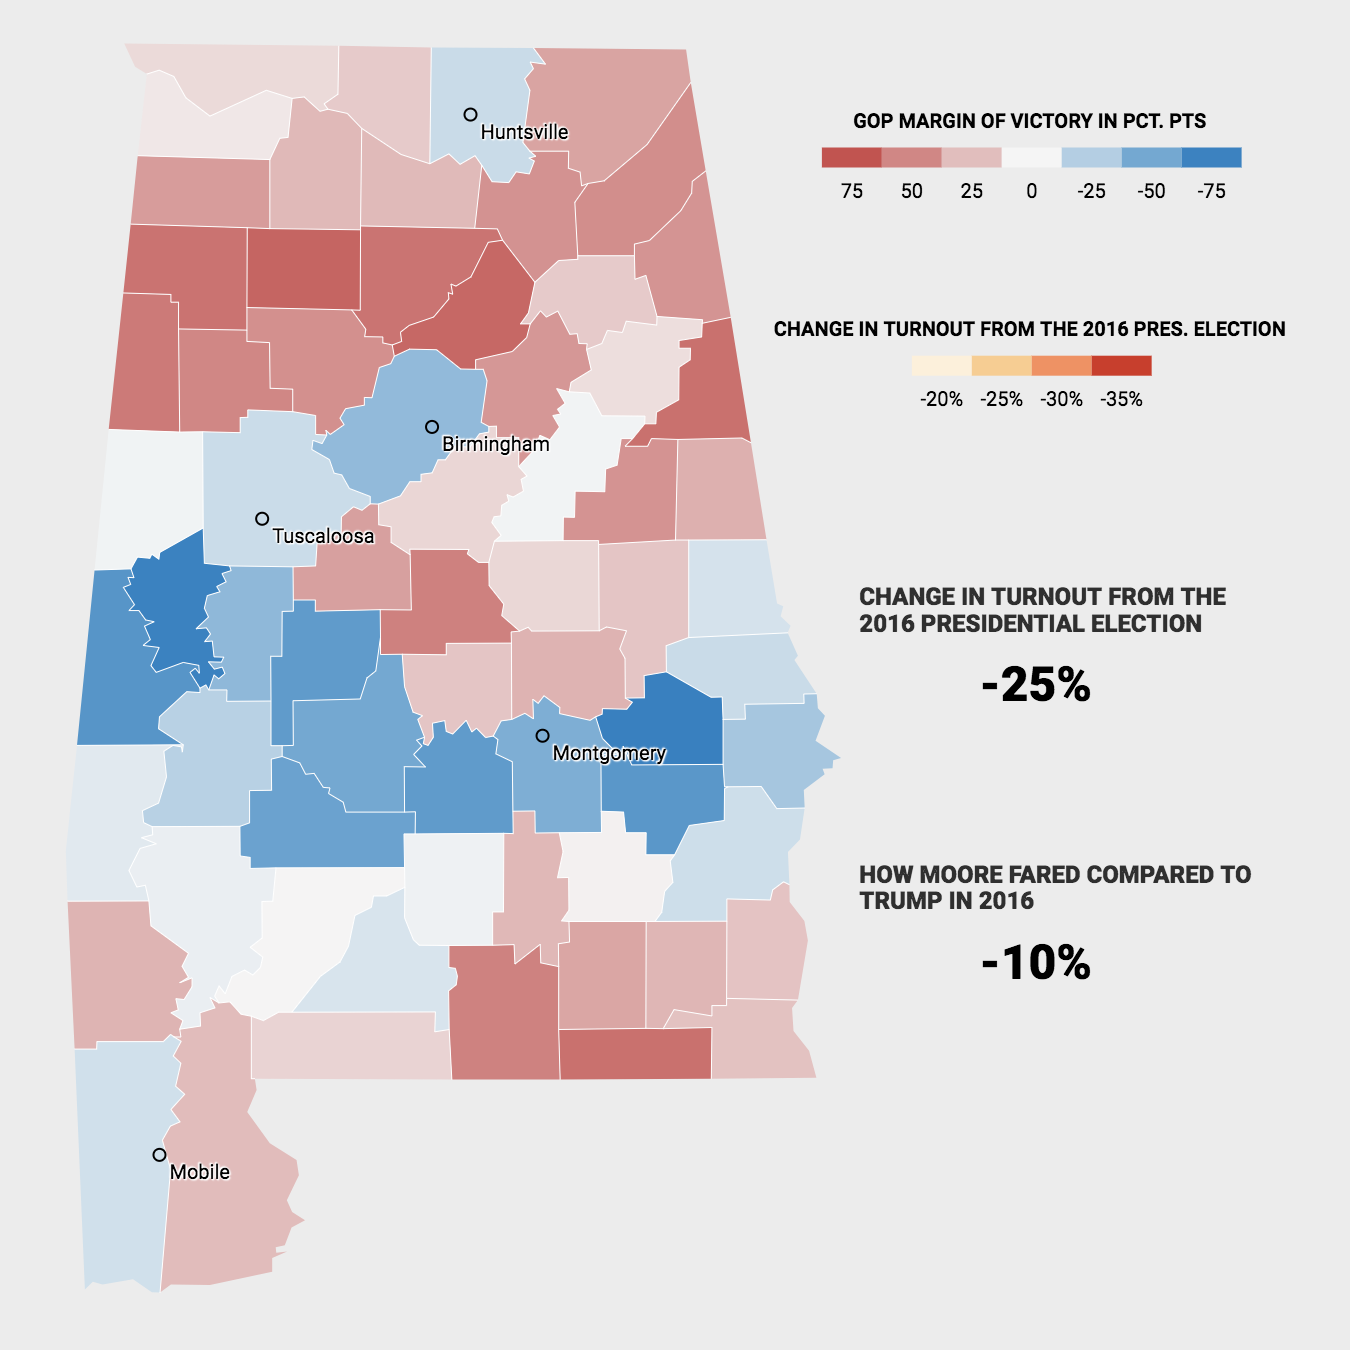 GOP MARGIN OF VICTORY IN PCT. PTS
75 50 25 0 -25 -50 -75
CHANGE IN TURNOUT FROM THE 2016 PRES. ELECTION
-20% -25% -30% -35%
CHANGE IN TURNOUT FROM THE
2016 PRESIDENTIAL ELECTION
-25%
HOW MOORE FARED COMPARED TO
TRUMP IN 2016
-10%
Huntsville
Birmingham
Tuscaloosa
Montgomery
Mobile